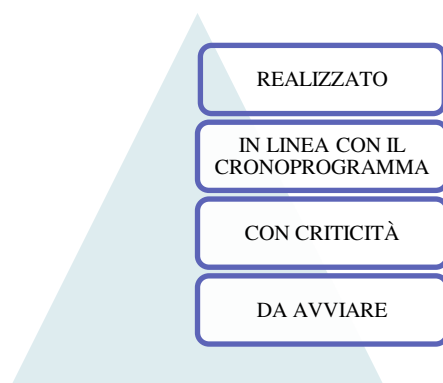 REALIZZATO
IN LINEA CON IL
CRONOPROGRAMMA
CON CRITICITÀ
DA AVVIARE